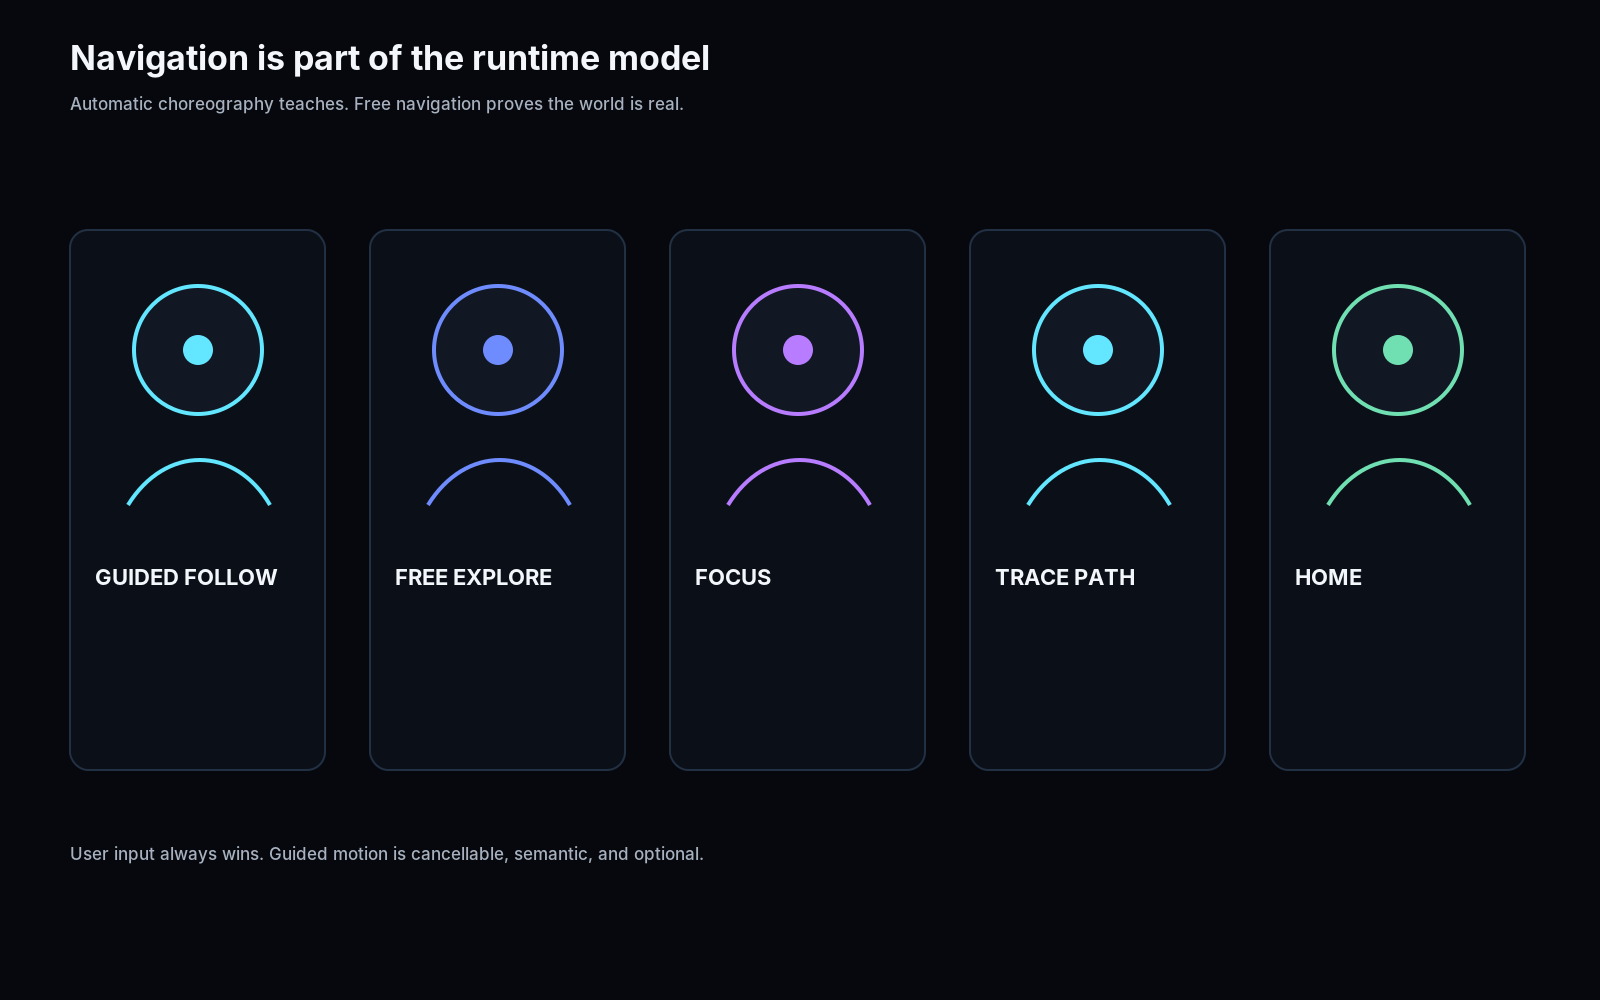 Navigation is part of the runtime model
Automatic choreography teaches. Free navigation proves the world is real.
GUIDED FOLLOW
FREE EXPLORE
FOCUS
TRACE PATH
HOME
User input always wins. Guided motion is cancellable, semantic, and optional.